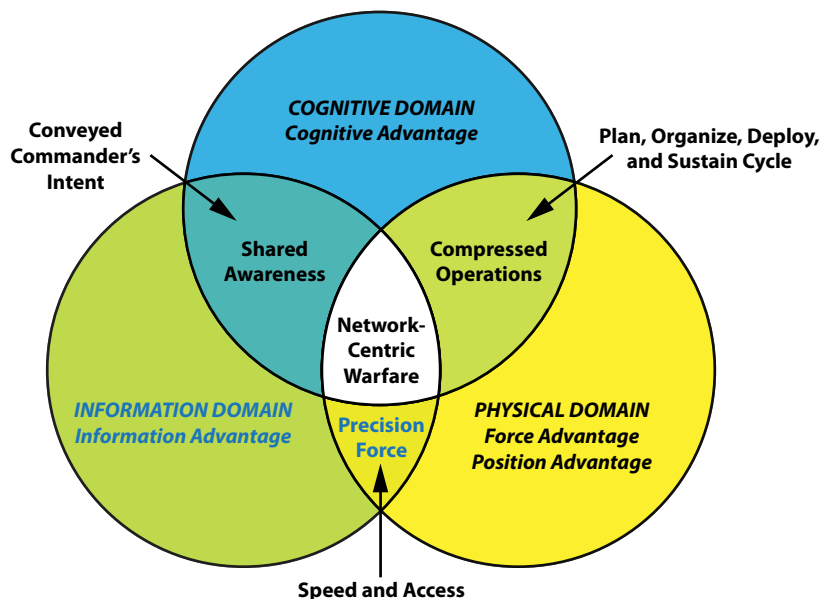 COGNITIVE DOMAIN
Cognitive Advantage
Conveyed
Commander's
Intent
Plan, Organize, Deploy,
and Sustain Cycle
Shared
Awareness
Compressed
Operations
Network-
Centric
Warfare
INFORMATION DOMAIN
Information Advantage
Precision
Force
PHYSICAL DOMAIN
Force Advantage
Position Advantage
Speed and Access